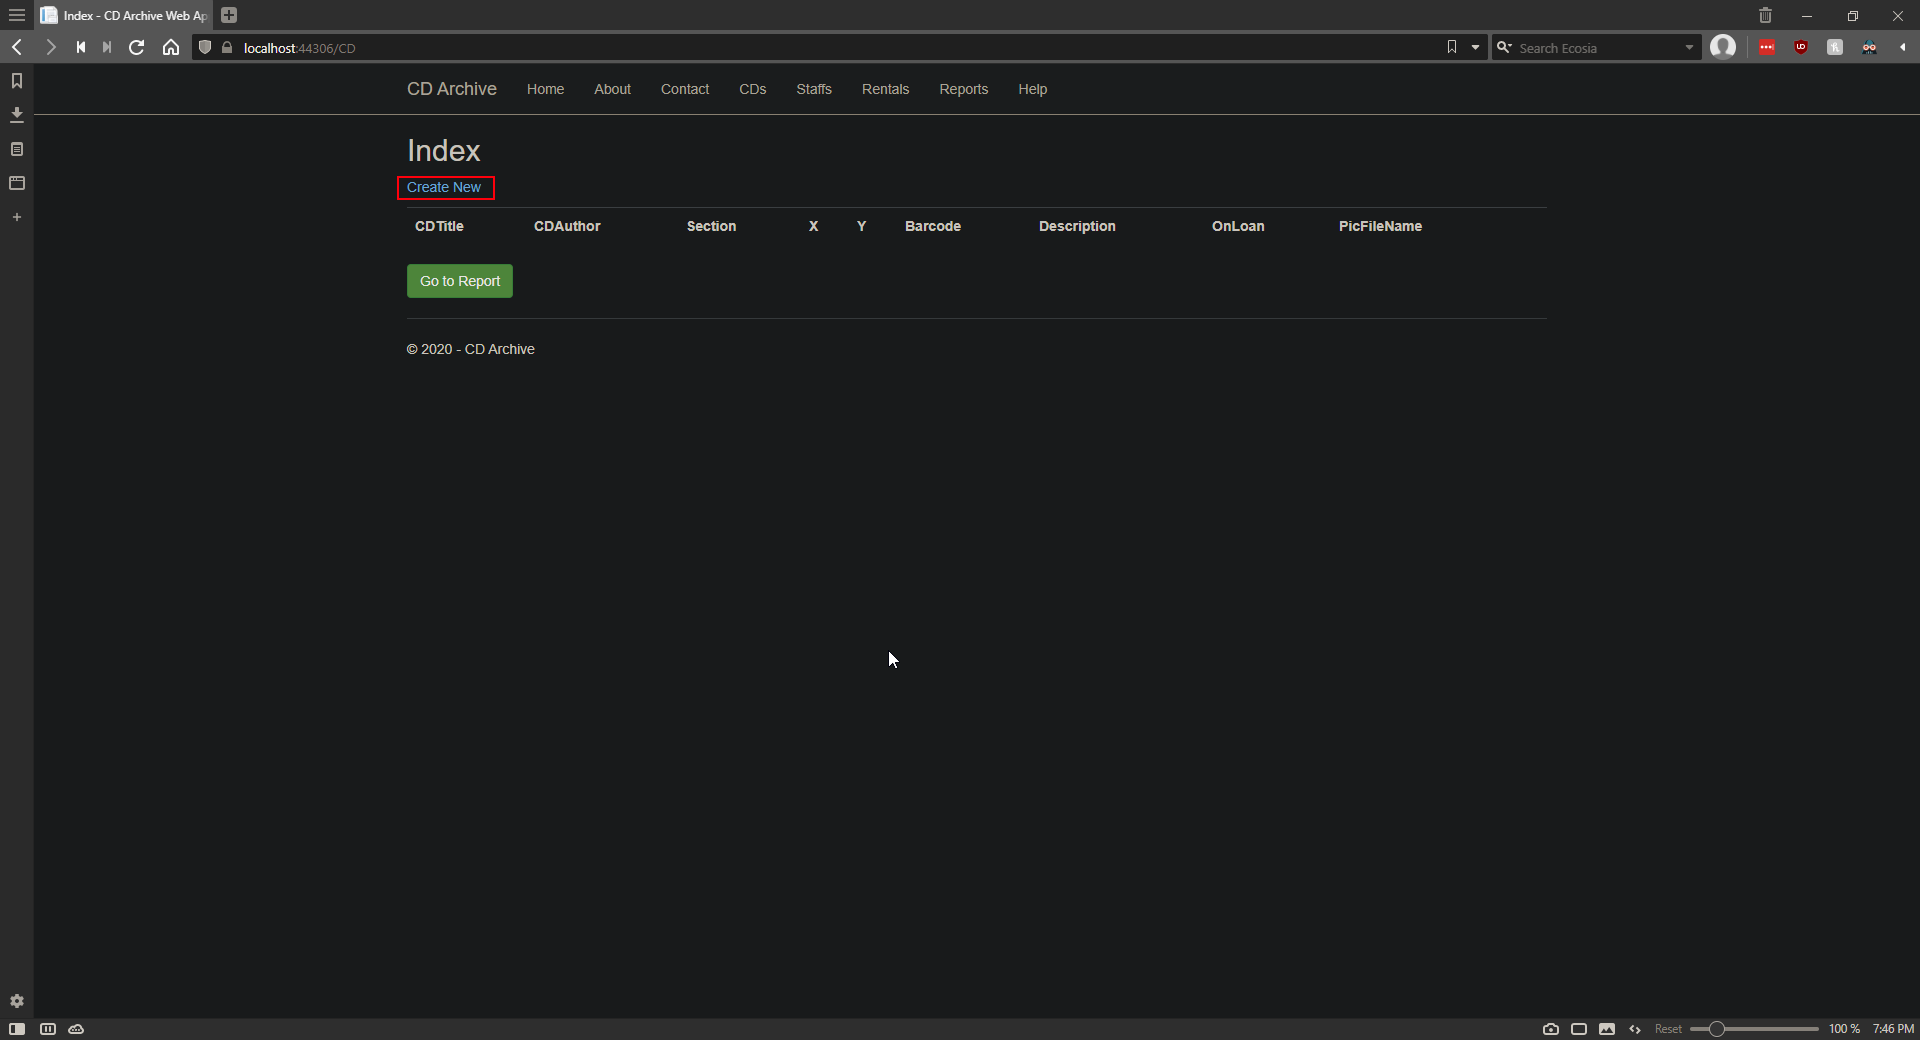 Index - CD Archive Web Ap
localhost:44306/CD
Search Ecosia
CD Archive Home About Contact CDs Staffs Rentals Reports Help
Index
Create New
CDTitle CDAuthor Section X Y Barcode Description OnLoan PicFileName
Go to Report
© 2020 - CD Archive
Reset 100 % 7:46 PM